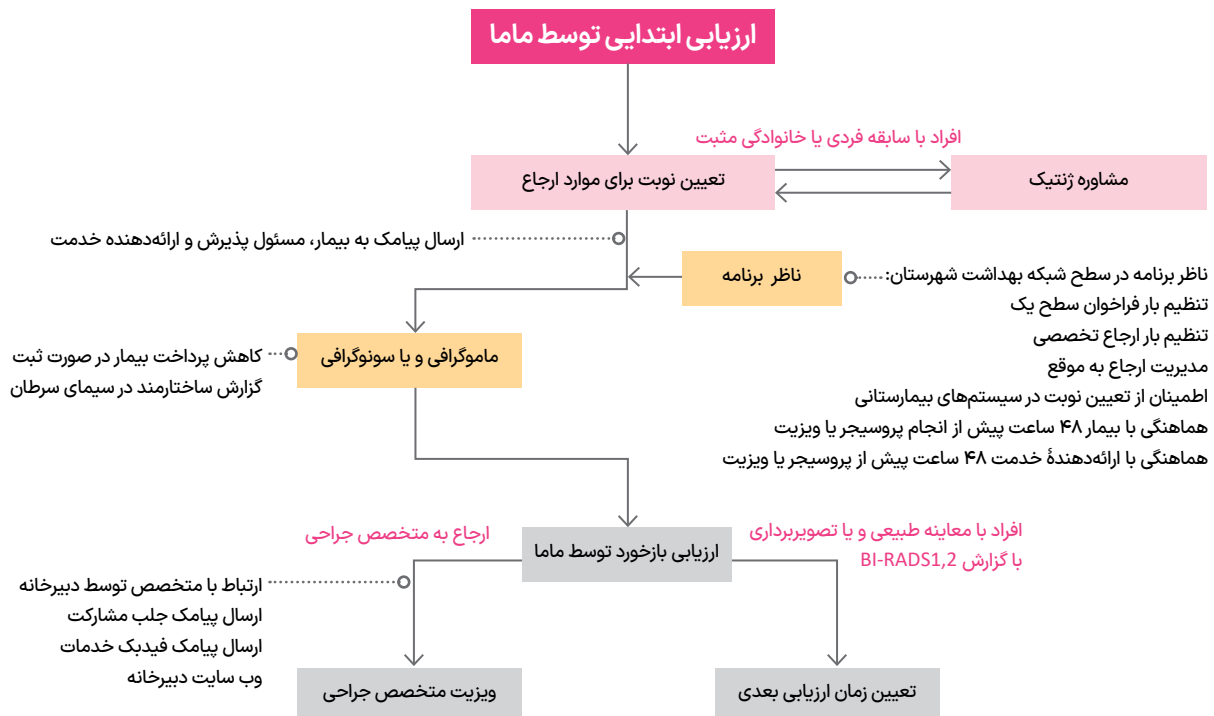 ارزیابی ابتدایی توسط ماما
افراد با سابقه فردی یا خانوادگی مثبت
مشاوره ژنتیک
تعیین نوبت برای موارد ارجاع
ارسال پیامک به بیمار، مسئول پذیرش و ارائه‌دهنده خدمت
ناظر برنامه
ناظر برنامه در سطح شبکه بهداشت شهرستان:
تنظیم بار فراخوان سطح یک
تنظیم بار ارجاع تخصصی
مدیریت ارجاع به موقع
اطمینان از تعیین نوبت در سیستم‌های بیمارستانی
هماهنگی با بیمار ۴۸ ساعت پیش از انجام پروسیجر یا ویزیت
هماهنگی با ارائه‌دهندهٔ خدمت ۴۸ ساعت پیش از پروسیجر یا ویزیت
ماموگرافی و یا سونوگرافی
کاهش پرداخت بیمار در صورت ثبت
گزارش ساختارمند در سیمای سرطان
ارزیابی بازخورد توسط ماما
افراد با معاینه طبیعی و یا تصویربرداری
با گزارش BI-RADS1,2
ارجاع به متخصص جراحی
ارتباط با متخصص توسط دبیرخانه
ارسال پیامک جلب مشارکت
ارسال پیامک فیدبک خدمات
وب سایت دبیرخانه
تعیین زمان ارزیابی بعدی
ویزیت متخصص جراحی